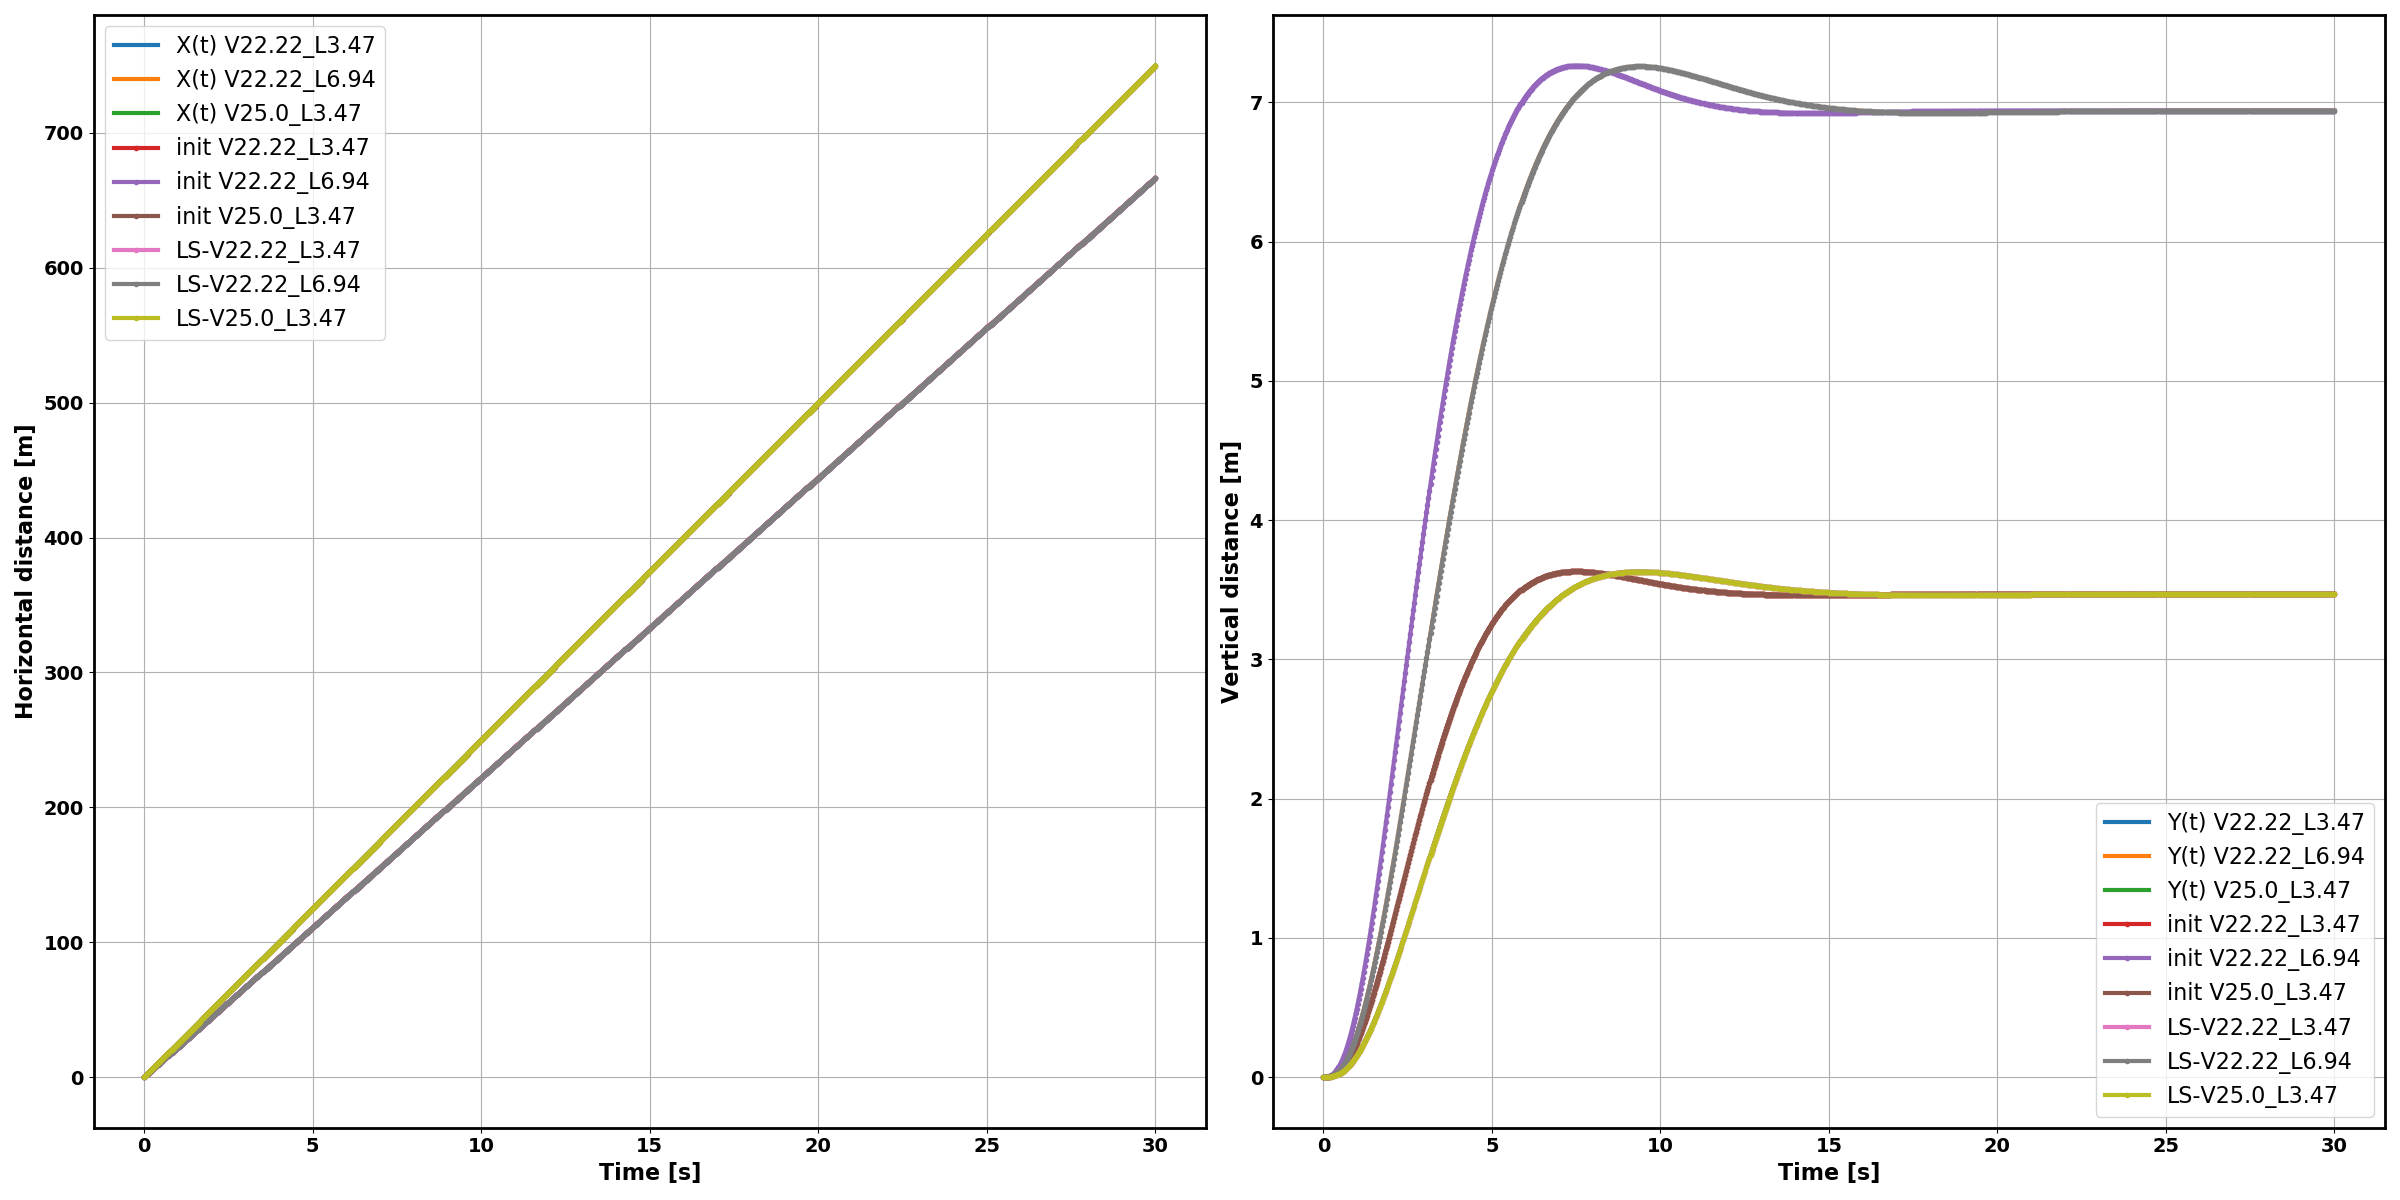 X(t) V22.22_L3.47
X(t) V22.22_L6.94
X(t) V25.0_L3.47
init V22.22_L3.47
init V22.22_L6.94
init V25.0_L3.47
LS-V22.22_L3.47
LS-V22.22_L6.94
LS-V25.0_L3.47
700
600
500
400
300
200
100
0
Horizontal distance [m]
0 5 10 15 20 25 30
Time [s]
7
6
5
4
3
2
1
0
Vertical distance [m]
Y(t) V22.22_L3.47
Y(t) V22.22_L6.94
Y(t) V25.0_L3.47
init V22.22_L3.47
init V22.22_L6.94
init V25.0_L3.47
LS-V22.22_L3.47
LS-V22.22_L6.94
LS-V25.0_L3.47
0 5 10 15 20 25 30
Time [s]